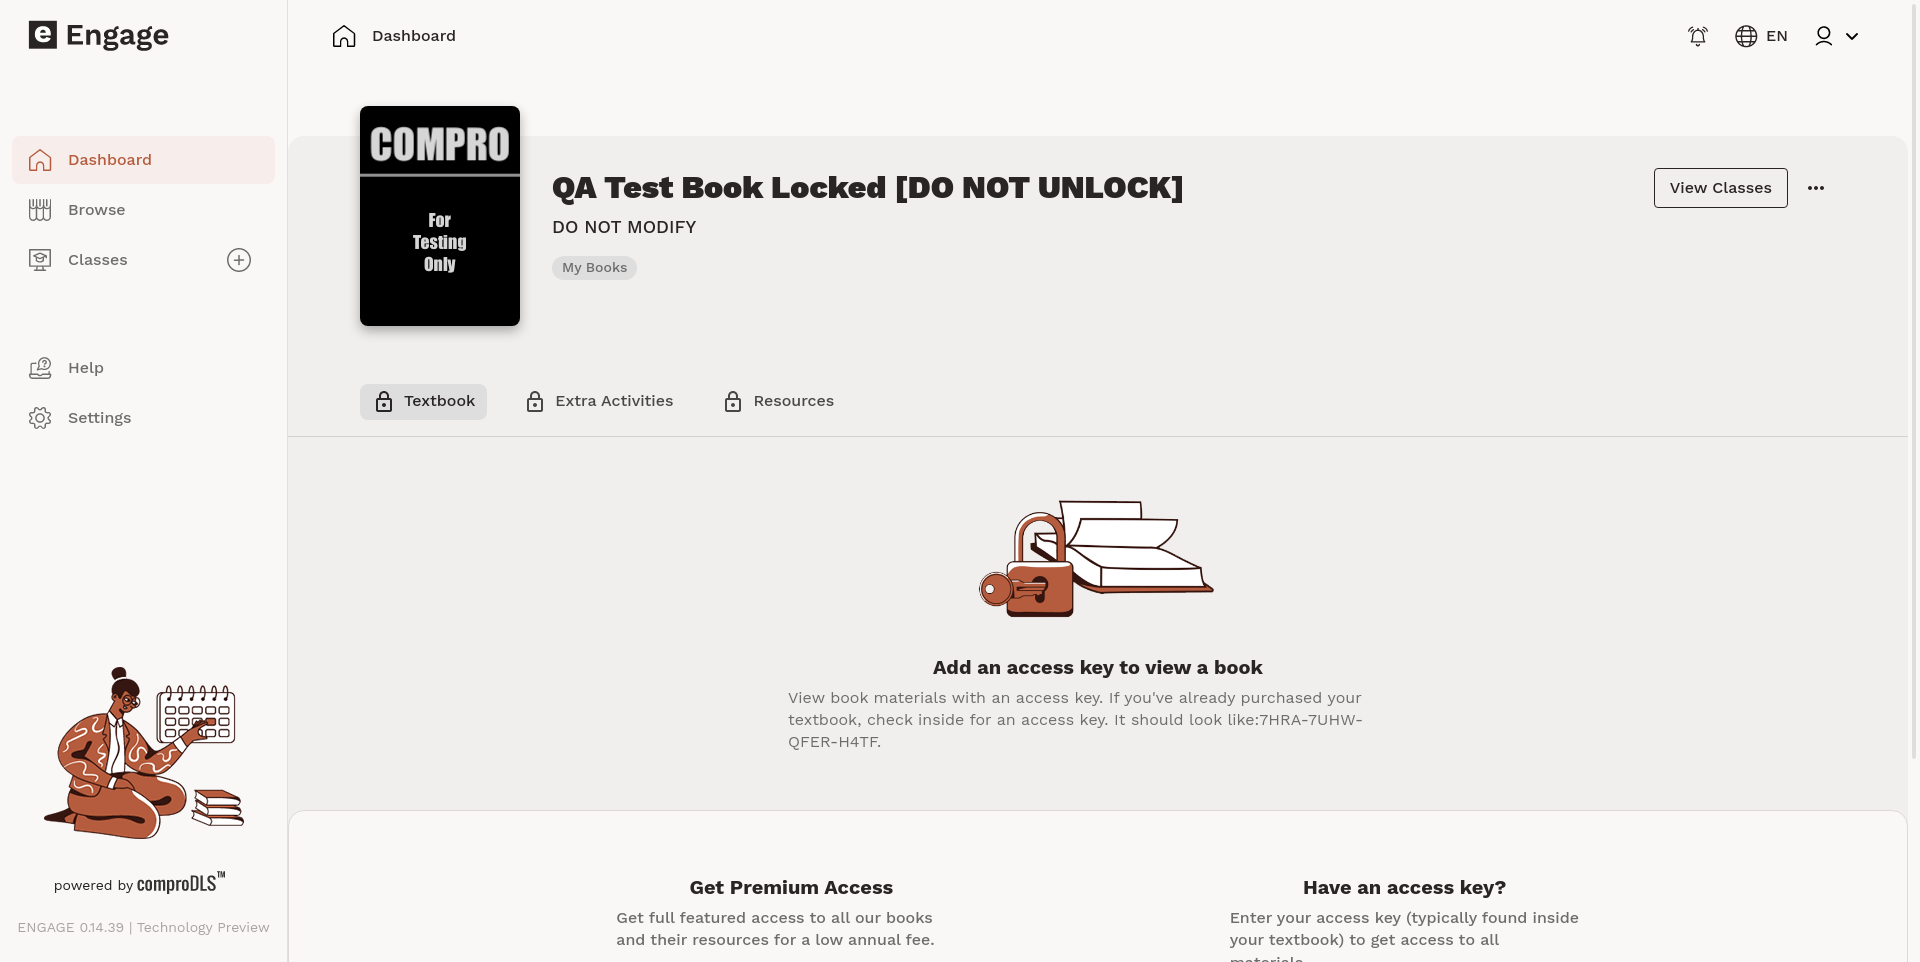 e Engage
Dashboard
EN
Dashboard
Browse
Classes
Help
Settings
powered by comproDLS™
ENGAGE 0.14.39 | Technology Preview
COMPRO
For
Testing
Only
QA Test Book Locked [DO NOT UNLOCK]
DO NOT MODIFY
My Books
View Classes
Textbook
Extra Activities
Resources
Add an access key to view a book
View book materials with an access key. If you've already purchased your
textbook, check inside for an access key. It should look like:7HRA-7UHW-
QFER-H4TF.
Get Premium Access
Get full featured access to all our books
and their resources for a low annual fee.
Have an access key?
Enter your access key (typically found inside
your textbook) to get access to all
materials.